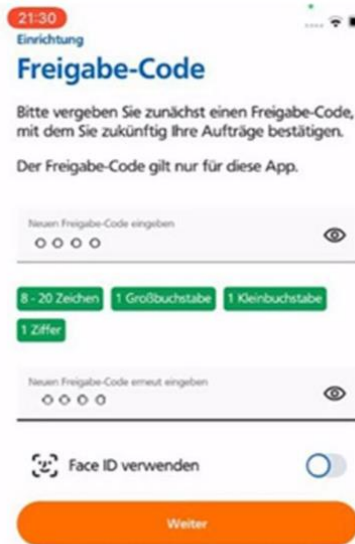 21:30
Einrichtung
Freigabe-Code
Bitte vergeben Sie zunächst einen Freigabe-Code,
mit dem Sie zukünftig Ihre Aufträge bestätigen.
Der Freigabe-Code gilt nur für diese App.
Neuen Freigabe-Code eingeben
8 - 20 Zeichen 1 Großbuchstabe 1 Kleinbuchstabe
1 Ziffer
Neuen Freigabe-Code erneut eingeben
Face ID verwenden
Weiter